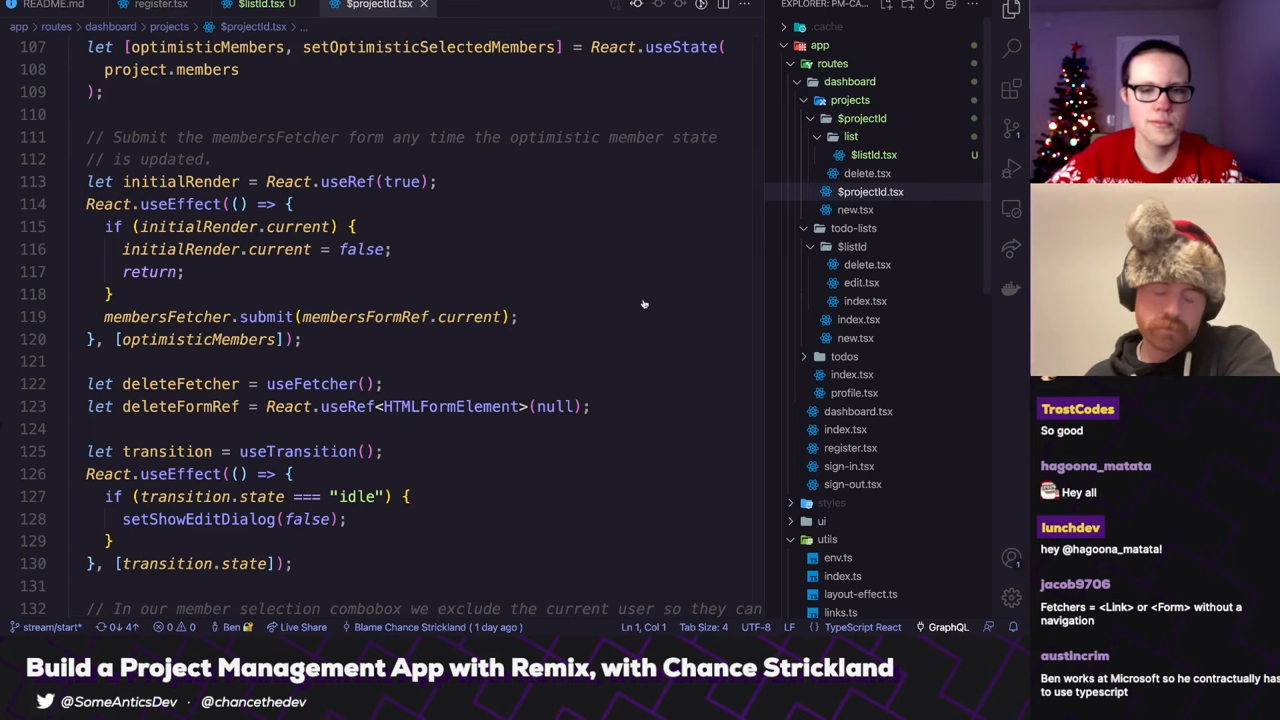 README.md
register.tsx
$listId.tsx U
$projectId.tsx
app > routes > dashboard > projects > $projectId.tsx > ...
107 let [optimisticMembers, setOptimisticSelectedMembers] = React.useState(
108 project.members
109 );
110
111 // Submit the membersFetcher form any time the optimistic member state
112 // is updated.
113 let initialRender = React.useRef(true);
114 React.useEffect(() => {
115 if (initialRender.current) {
116 initialRender.current = false;
117 return;
118 }
119 membersFetcher.submit(membersFormRef.current);
120 }, [optimisticMembers]);
121
122 let deleteFetcher = useFetcher();
123 let deleteFormRef = React.useRef<HTMLFormElement>(null);
124
125 let transition = useTransition();
126 React.useEffect(() => {
127 if (transition.state === "idle") {
128 setShowEditDialog(false);
129 }
130 }, [transition.state]);
131
132 // In our member selection combobox we exclude the current user so they can
EXPLORER: PM-CA...
.cache
app
routes
dashboard
projects
$projectId
list
$listId.tsx U
delete.tsx
$projectId.tsx
new.tsx
todo-lists
$listId
delete.tsx
edit.tsx
index.tsx
index.tsx
new.tsx
todos
index.tsx
profile.tsx
dashboard.tsx
index.tsx
register.tsx
sign-in.tsx
sign-out.tsx
styles
ui
utils
env.ts
index.ts
layout-effect.ts
links.ts
stream/start* 0↓ 4↑ 0 0 Ben Live Share Blame Chance Strickland ( 1 day ago ) Ln 1, Col 1 Tab Size: 4 UTF-8 LF {} TypeScript React GraphQL
TrostCodes
So good
hagoona_matata
Hey all
lunchdev
hey @hagoona_matata!
jacob9706
Fetchers = <Link> or <Form> without a
navigation
austincrim
Ben works at Microsoft so he contractually has
to use typescript
Build a Project Management App with Remix, with Chance Strickland
@SomeAnticsDev · @chancethedev